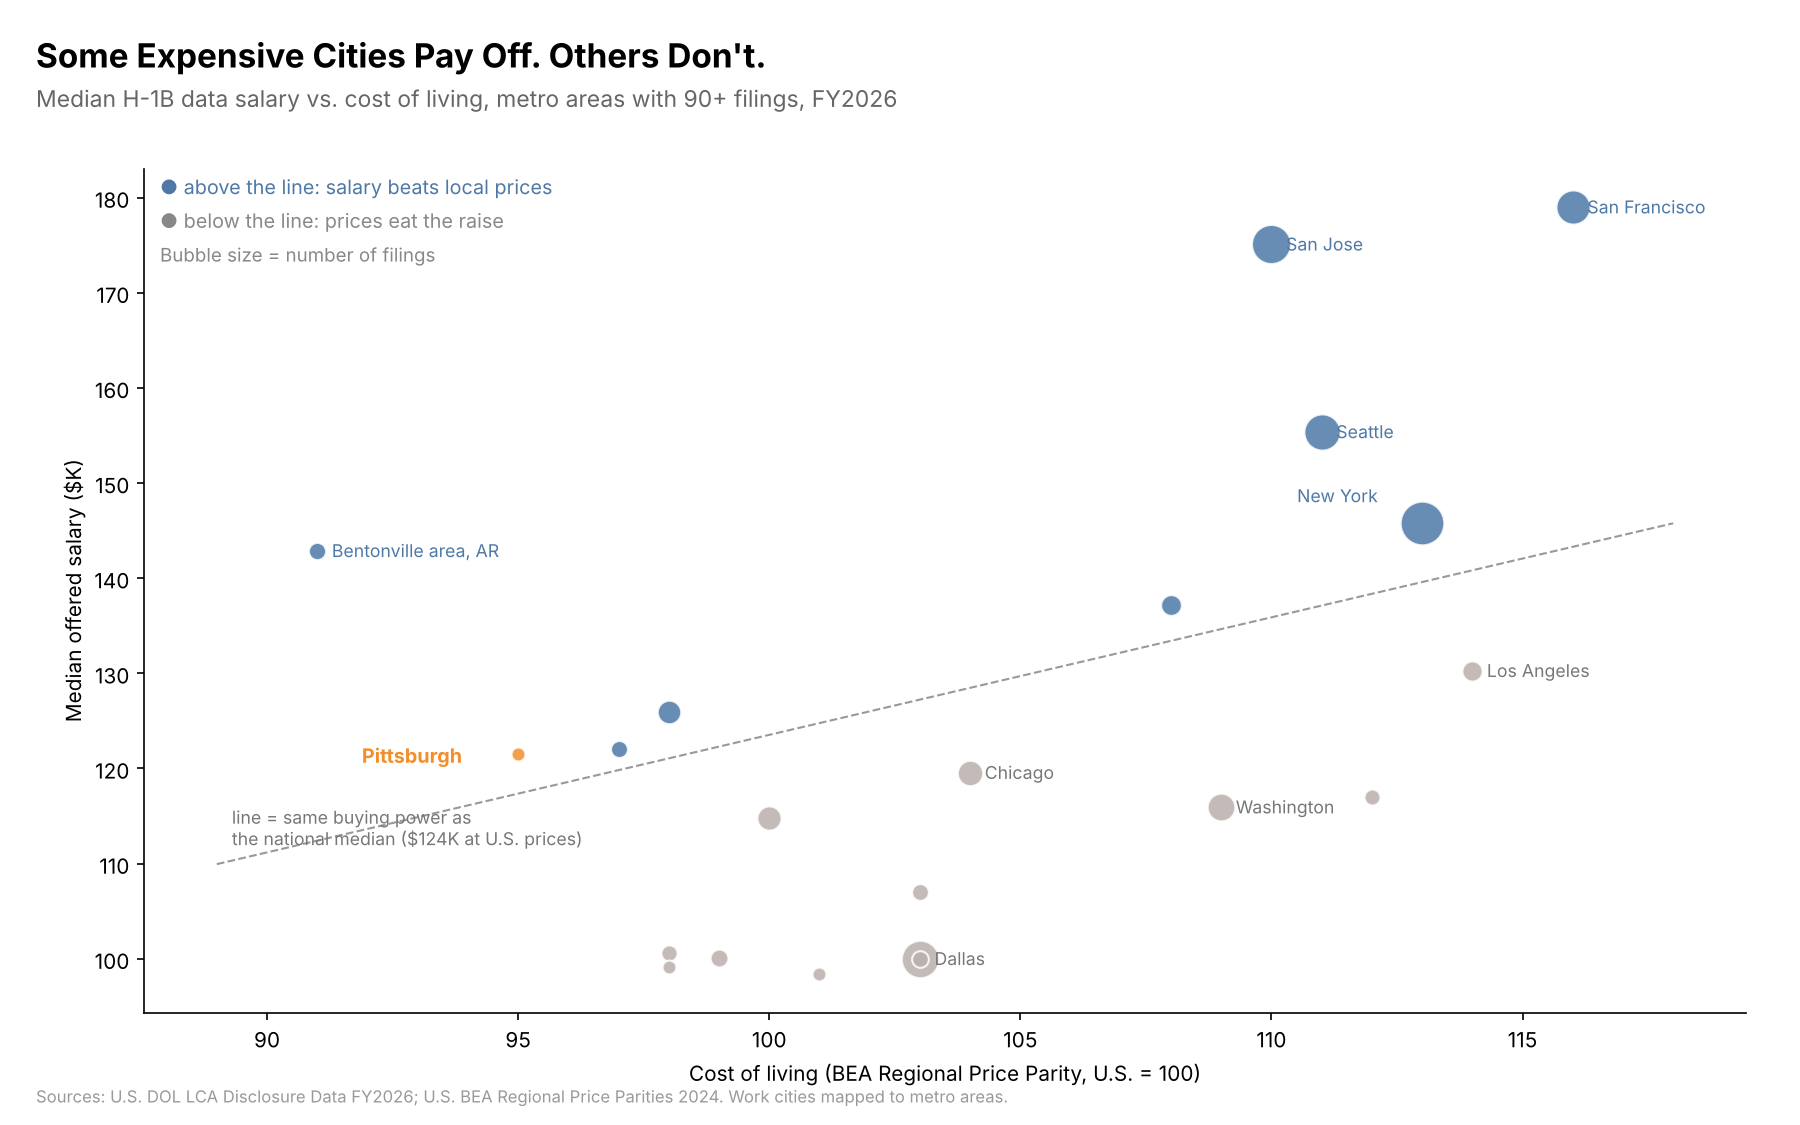 Some Expensive Cities Pay Off. Others Don't.
Median H-1B data salary vs. cost of living, metro areas with 90+ filings, FY2026
above the line: salary beats local prices
below the line: prices eat the raise
Bubble size = number of filings
180
170
160
150
140
130
120
110
100
Median offered salary ($K)
San Francisco
San Jose
Seattle
New York
Bentonville area, AR
Los Angeles
Pittsburgh
Chicago
Washington
line = same buying power as
the national median ($124K at U.S. prices)
Dallas
90
95
100
105
110
115
Cost of living (BEA Regional Price Parity, U.S. = 100)
Sources: U.S. DOL LCA Disclosure Data FY2026; U.S. BEA Regional Price Parities 2024. Work cities mapped to metro areas.